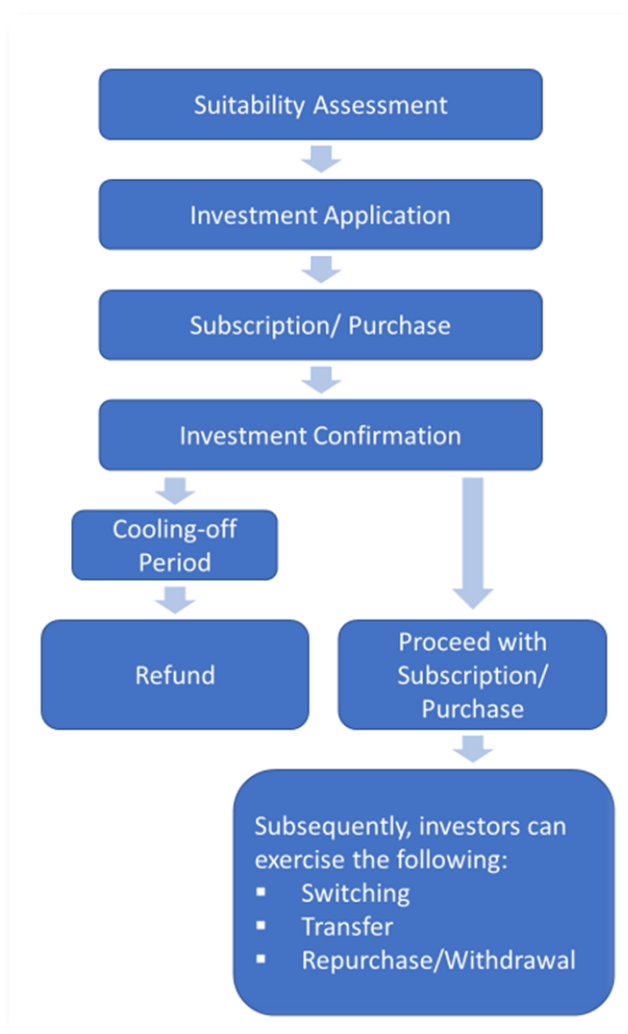 Suitability Assessment
Investment Application
Subscription/ Purchase
Investment Confirmation
Cooling-off
Period
Refund
Proceed with
Subscription/
Purchase
Subsequently, investors can
exercise the following:
▪ Switching
▪ Transfer
▪ Repurchase/Withdrawal